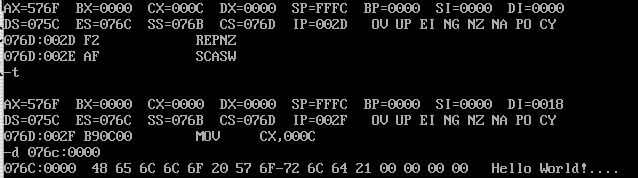 AX=576F BX=0000 CX=000C DX=0000 SP=FFFC BP=0000 SI=0000 DI=0000
DS=075C ES=076C SS=076B CS=076D IP=002D OV UP EI NG NZ NA PO CY
076D:002D F2 REPNZ
076D:002E AF SCASW
-t
AX=576F BX=0000 CX=0000 DX=0000 SP=FFFC BP=0000 SI=0000 DI=0018
DS=075C ES=076C SS=076B CS=076D IP=002F OV UP EI NG NZ NA PO CY
076D:002F B90C00 MOV CX,000C
-d 076c:0000
076C:0000 48 65 6C 6C 6F 20 57 6F-72 6C 64 21 00 00 00 00 Hello World!....